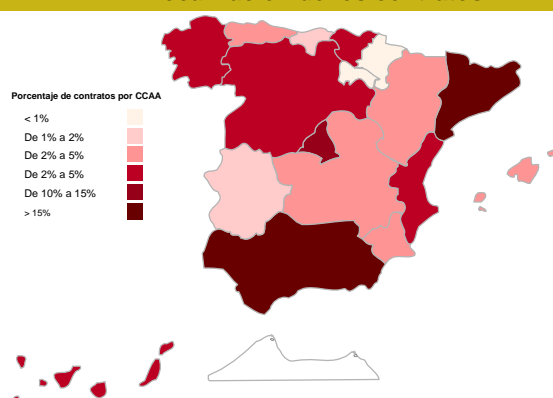 Porcentaje de contratos por CCAA
< 1%
De 1% a 2%
De 2% a 5%
De 2% a 5%
De 10% a 15%
> 15%